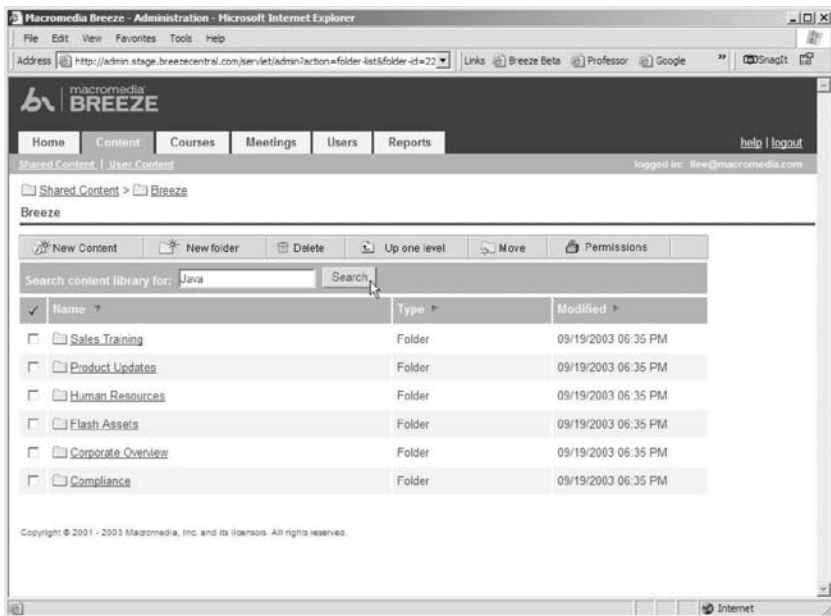 Macromedia Breeze - Administration - Microsoft Internet Explorer
File Edit View Favorites Tools Help
Address http://admin.stage.breezecentral.com/servlet/admin?action=folder-list&folder-id=22 Links Breeze Beta Professor Google » SnagIt
macromedia
BREEZE
Home Content Courses Meetings Users Reports help | logout
Shared Content | User Content logged in: llee@macromedia.com
Shared Content > Breeze
Breeze
New Content New folder Delete Up one level Move Permissions
Search content library for: Java Search
Name Type Modified
Sales Training Folder 09/19/2003 06:35 PM
Product Updates Folder 09/19/2003 06:35 PM
Human Resources Folder 09/19/2003 06:35 PM
Flash Assets Folder 09/19/2003 06:35 PM
Corporate Overview Folder 09/19/2003 06:35 PM
Compliance Folder 09/19/2003 06:35 PM
Copyright © 2001 - 2003 Macromedia, Inc. and its licensors. All rights reserved.
Internet